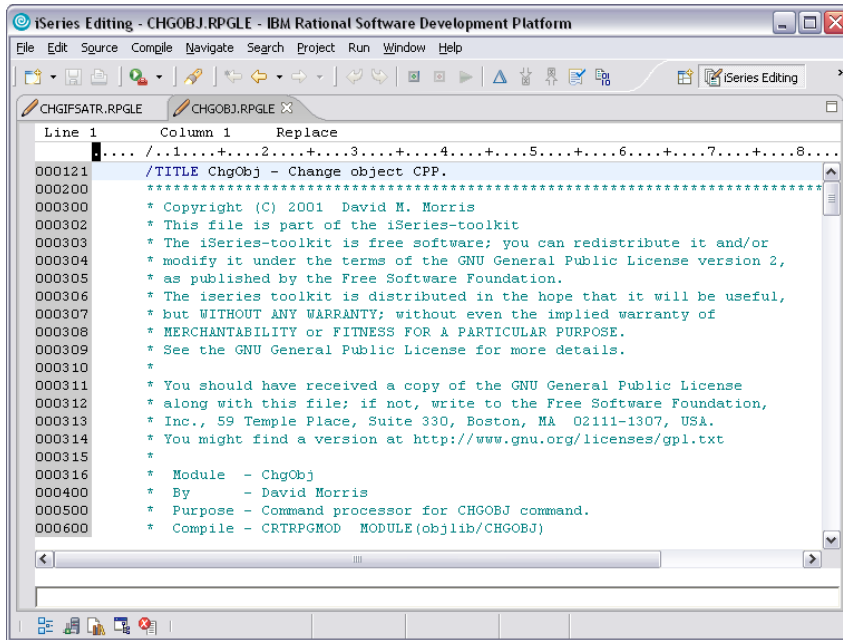 iSeries Editing - CHGOBJ.RPGLE - IBM Rational Software Development Platform
File Edit Source Compile Navigate Search Project Run Window Help
iSeries Editing
CHGIFSATR.RPGLE CHGOBJ.RPGLE
Line 1 Column 1 Replace
..... /..1....+....2....+....3....+....4....+....5....+....6....+....7....+....8....
000121 /TITLE ChgObj - Change object CPP.
000200 *****************************************************************************
000300 * Copyright (C) 2001 David M. Morris
000302 * This file is part of the iSeries-toolkit
000303 * The iSeries-toolkit is free software; you can redistribute it and/or
000304 * modify it under the terms of the GNU General Public License version 2,
000305 * as published by the Free Software Foundation.
000306 * The iseries toolkit is distributed in the hope that it will be useful,
000307 * but WITHOUT ANY WARRANTY; without even the implied warranty of
000308 * MERCHANTABILITY or FITNESS FOR A PARTICULAR PURPOSE.
000309 * See the GNU General Public License for more details.
000310 *
000311 * You should have received a copy of the GNU General Public License
000312 * along with this file; if not, write to the Free Software Foundation,
000313 * Inc., 59 Temple Place, Suite 330, Boston, MA 02111-1307, USA.
000314 * You might find a version at http://www.gnu.org/licenses/gpl.txt
000315 *
000316 * Module - ChgObj
000400 * By - David Morris
000500 * Purpose - Command processor for CHGOBJ command.
000600 * Compile - CRTRPGMOD MODULE(objlib/CHGOBJ)